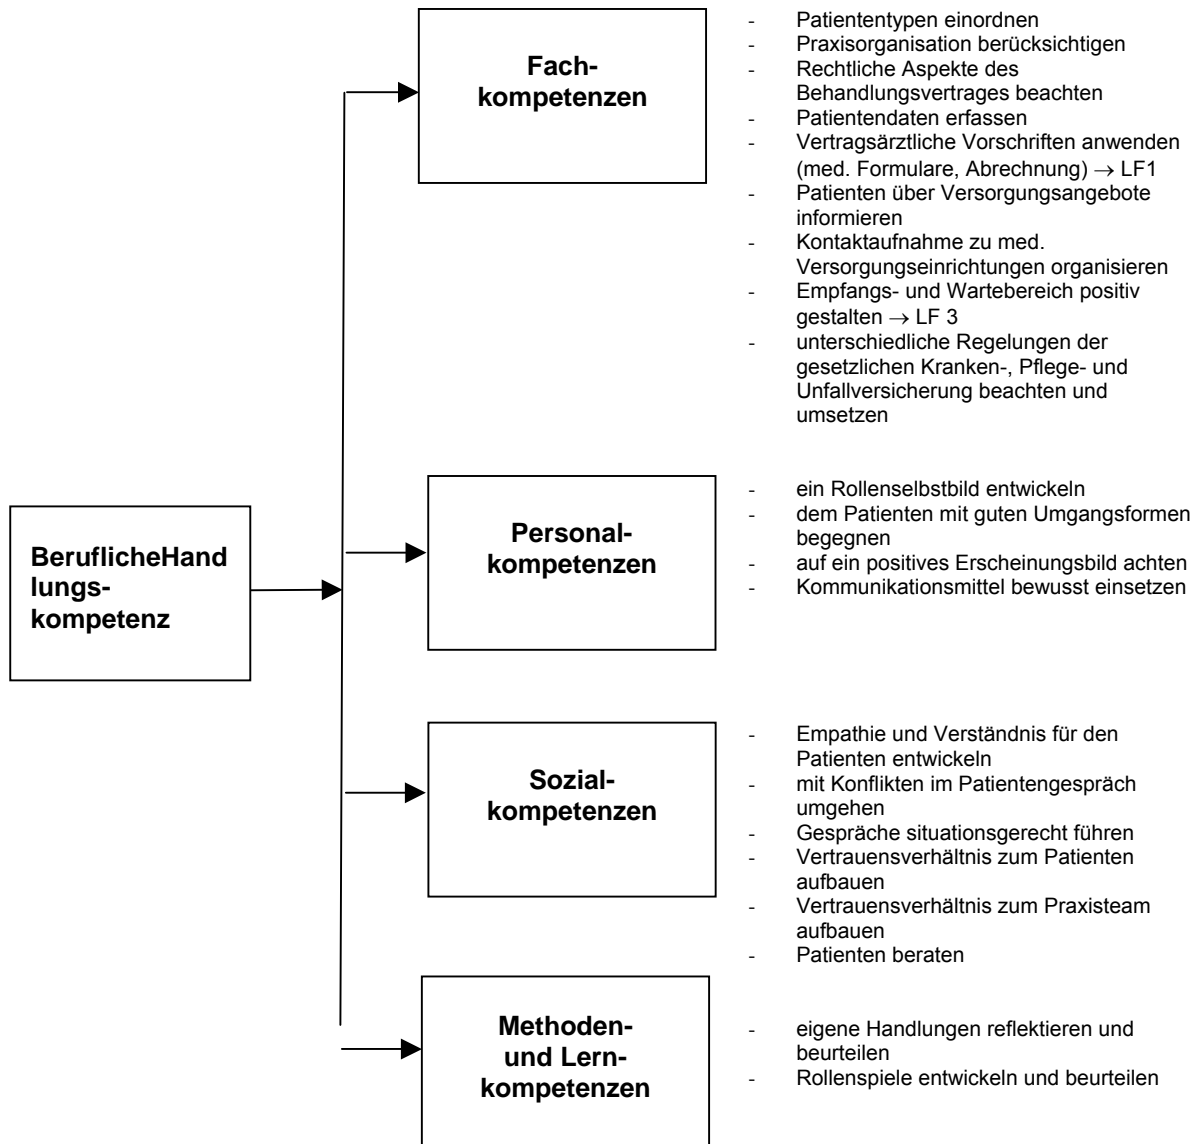 Fach-
kompetenzen
- Patiententypen einordnen
- Praxisorganisation berücksichtigen
- Rechtliche Aspekte des
Behandlungsvertrages beachten
- Patientendaten erfassen
- Vertragsärztliche Vorschriften anwenden
(med. Formulare, Abrechnung) → LF1
- Patienten über Versorgungsangebote
informieren
- Kontaktaufnahme zu med.
Versorgungseinrichtungen organisieren
- Empfangs- und Wartebereich positiv
gestalten → LF 3
- unterschiedliche Regelungen der
gesetzlichen Kranken-, Pflege- und
Unfallversicherung beachten und
umsetzen
BeruflicheHand
lungs-
kompetenz
Personal-
kompetenzen
- ein Rollenselbstbild entwickeln
- dem Patienten mit guten Umgangsformen
begegnen
- auf ein positives Erscheinungsbild achten
- Kommunikationsmittel bewusst einsetzen
Sozial-
kompetenzen
- Empathie und Verständnis für den
Patienten entwickeln
- mit Konflikten im Patientengespräch
umgehen
- Gespräche situationsgerecht führen
- Vertrauensverhältnis zum Patienten
aufbauen
- Vertrauensverhältnis zum Praxisteam
aufbauen
- Patienten beraten
Methoden-
und Lern-
kompetenzen
- eigene Handlungen reflektieren und
beurteilen
- Rollenspiele entwickeln und beurteilen